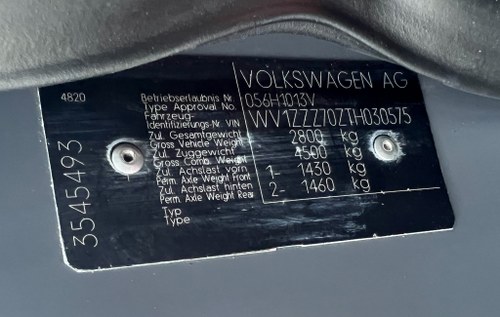 4820
VOLKSWAGEN AG
Betriebserlaubnis Nr.
Type Approval No. 056H1013V
Fahrzeug-
Identifizierungs-Nr. VIN WV1ZZZ70ZTH030575
Zul. Gesamtgewicht
Gross Vehicle Weight 2800 kg
Zul. Zuggewicht
Gross Comb. Weight 4500 kg
Zul. Achslast vorn
Perm. Axle Weight Front 1- 1430 kg
Zul. Achslast hinten
Perm. Axle Weight Rear 2- 1460 kg
Typ
Type
3545493